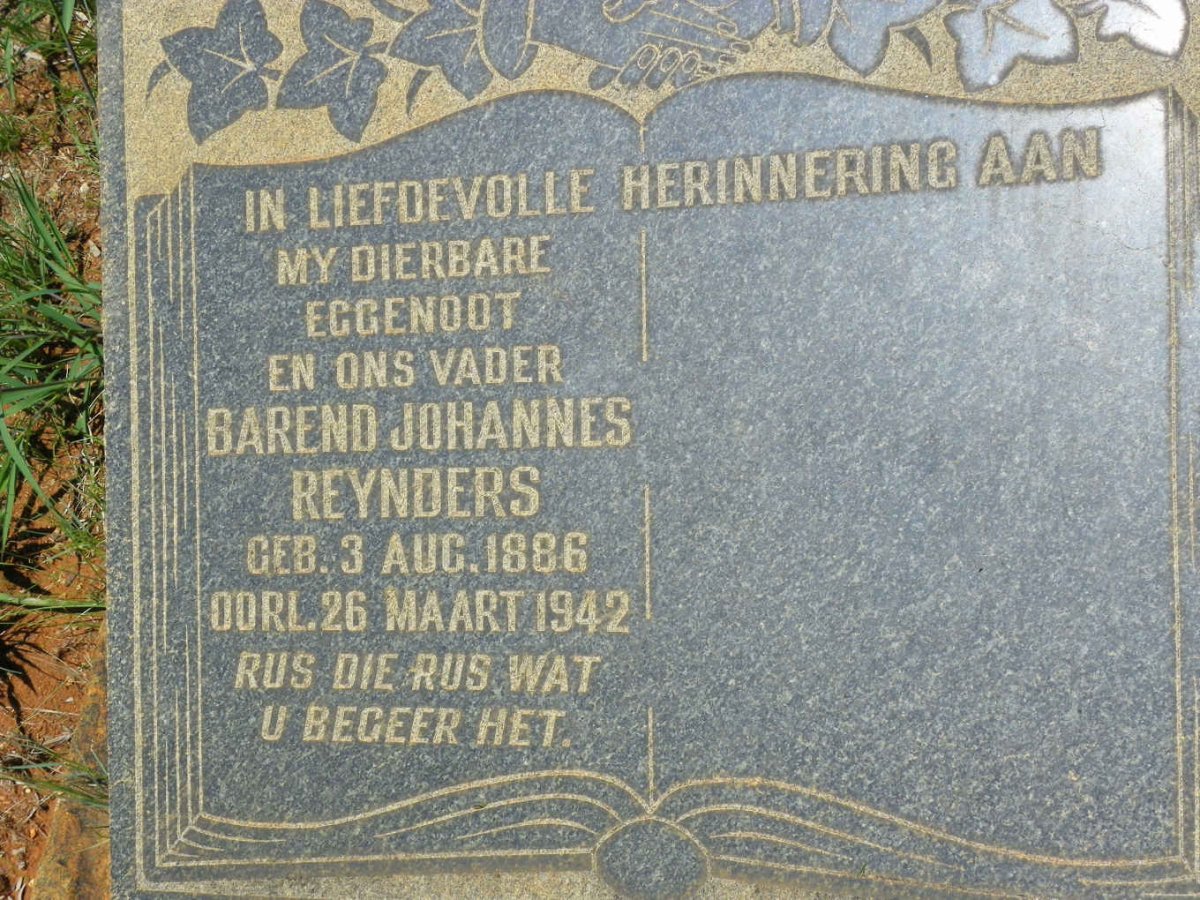 IN LIEFDEVOLLE HERINNERING AAN
MY DIERBARE
EGGENOOT
EN ONS VADER
BAREND JOHANNES
REYNDERS
GEB. 3 AUG. 1886
OORL. 26 MAART 1942
RUS DIE RUS WAT
U BEGEER HET.